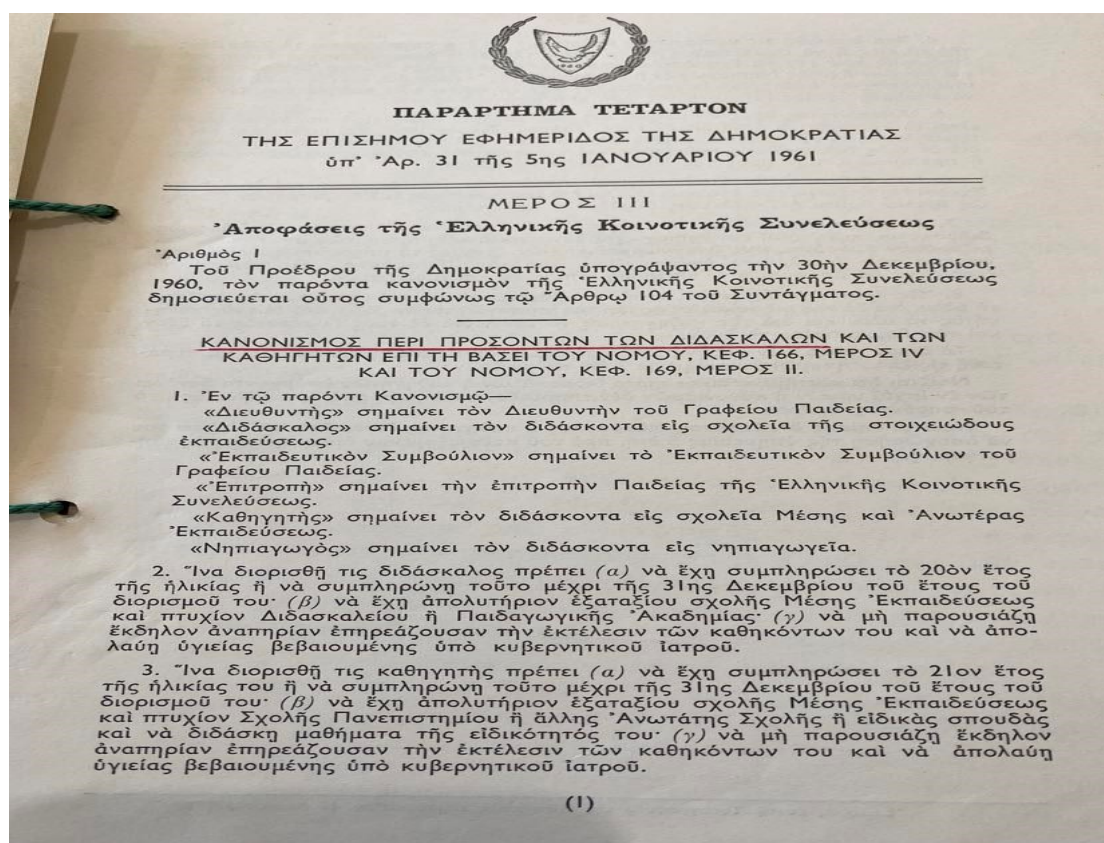 1960
ΠΑΡΑΡΤΗΜΑ ΤΕΤΑΡΤΟΝ
ΤΗΣ ΕΠΙΣΗΜΟΥ ΕΦΗΜΕΡΙΔΟΣ ΤΗΣ ΔΗΜΟΚΡΑΤΙΑΣ
ὑπ' Ἀρ. 31 τῆς 5ης ΙΑΝΟΥΑΡΙΟΥ 1961
ΜΕΡΟΣ III
Ἀποφάσεις τῆς Ἑλληνικῆς Κοινοτικῆς Συνελεύσεως
Ἀριθμὸς 1
Τοῦ Προέδρου τῆς Δημοκρατίας ὑπογράψαντος τὴν 30ὴν Δεκεμβρίου,
1960, τὸν παρόντα κανονισμὸν τῆς Ἑλληνικῆς Κοινοτικῆς Συνελεύσεως
δημοσιεύεται οὗτος συμφώνως τῷ Ἄρθρῳ 104 τοῦ Συντάγματος.
ΚΑΝΟΝΙΣΜΟΣ ΠΕΡΙ ΠΡΟΣΟΝΤΩΝ ΤΩΝ ΔΙΔΑΣΚΑΛΩΝ ΚΑΙ ΤΩΝ
ΚΑΘΗΓΗΤΩΝ ΕΠΙ ΤΗ ΒΑΣΕΙ ΤΟΥ ΝΟΜΟΥ, ΚΕΦ. 166, ΜΕΡΟΣ IV
ΚΑΙ ΤΟΥ ΝΟΜΟΥ, ΚΕΦ. 169, ΜΕΡΟΣ II.
1. Ἐν τῷ παρόντι Κανονισμῷ—
«Διευθυντὴς» σημαίνει τὸν Διευθυντὴν τοῦ Γραφείου Παιδείας.
«Διδάσκαλος» σημαίνει τὸν διδάσκοντα εἰς σχολεῖα τῆς στοιχειώδους
ἐκπαιδεύσεως.
«Ἐκπαιδευτικὸν Συμβούλιον» σημαίνει τὸ Ἐκπαιδευτικὸν Συμβούλιον τοῦ
Γραφείου Παιδείας.
«Ἐπιτροπὴ» σημαίνει τὴν ἐπιτροπὴν Παιδείας τῆς Ἑλληνικῆς Κοινοτικῆς
Συνελεύσεως.
«Καθηγητὴς» σημαίνει τὸν διδάσκοντα εἰς σχολεῖα Μέσης καὶ Ἀνωτέρας
Ἐκπαιδεύσεως.
«Νηπιαγωγὸς» σημαίνει τὸν διδάσκοντα εἰς νηπιαγωγεῖα.
2. Ἵνα διορισθῇ τις διδάσκαλος πρέπει (α) νὰ ἔχῃ συμπληρώσει τὸ 20ὸν ἔτος
τῆς ἡλικίας ἢ νὰ συμπληρώνῃ τοῦτο μέχρι τῆς 31ης Δεκεμβρίου τοῦ ἔτους τοῦ
διορισμοῦ του· (β) νὰ ἔχῃ ἀπολυτήριον ἑξαταξίου σχολῆς Μέσης Ἐκπαιδεύσεως
καὶ πτυχίον Διδασκαλείου ἢ Παιδαγωγικῆς Ἀκαδημίας· (γ) νὰ μὴ παρουσιάζῃ
ἔκδηλον ἀναπηρίαν ἐπηρεάζουσαν τὴν ἐκτέλεσιν τῶν καθηκόντων του καὶ νὰ ἀπο-
λαύῃ ὑγιείας βεβαιουμένης ὑπὸ κυβερνητικοῦ ἰατροῦ.
3. Ἵνα διορισθῇ τις καθηγητὴς πρέπει (α) νὰ ἔχῃ συμπληρώσει τὸ 21ον ἔτος
τῆς ἡλικίας του ἢ νὰ συμπληρώνῃ τοῦτο μέχρι τῆς 31ης Δεκεμβρίου τοῦ ἔτους τοῦ
διορισμοῦ του· (β) νὰ ἔχῃ ἀπολυτήριον ἑξαταξίου σχολῆς Μέσης Ἐκπαιδεύσεως
καὶ πτυχίον Σχολῆς Πανεπιστημίου ἢ ἄλλης Ἀνωτάτης Σχολῆς ἢ εἰδικὰς σπουδὰς
καὶ νὰ διδάσκῃ μαθήματα τῆς εἰδικότητός του· (γ) νὰ μὴ παρουσιάζῃ ἔκδηλον
ἀναπηρίαν ἐπηρεάζουσαν τὴν ἐκτέλεσιν τῶν καθηκόντων του καὶ νὰ ἀπολαύῃ
ὑγιείας βεβαιουμένης ὑπὸ κυβερνητικοῦ ἰατροῦ.
(1)